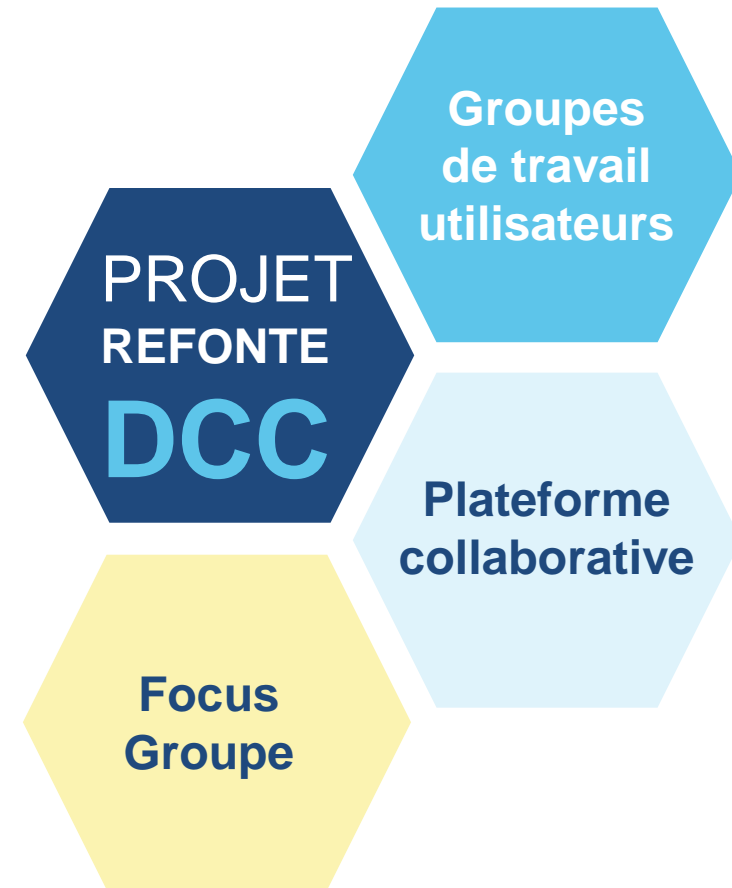 Groupes
de travail
utilisateurs
PROJET
REFONTE
DCC
Plateforme
collaborative
Focus
Groupe